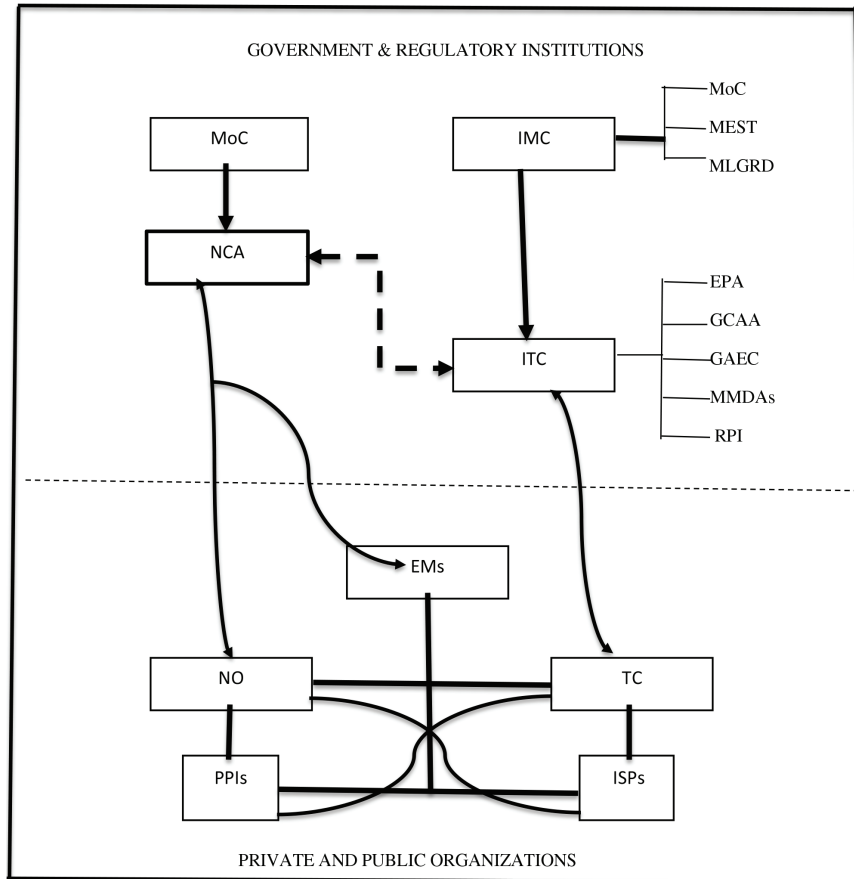 GOVERNMENT & REGULATORY INSTITUTIONS
MoC
MoC
IMC
MEST
MLGRD
NCA
EPA
GCAA
ITC
GAEC
MMDAs
RPI
EMs
NO
TC
PPIs
ISPs
PRIVATE AND PUBLIC ORGANIZATIONS